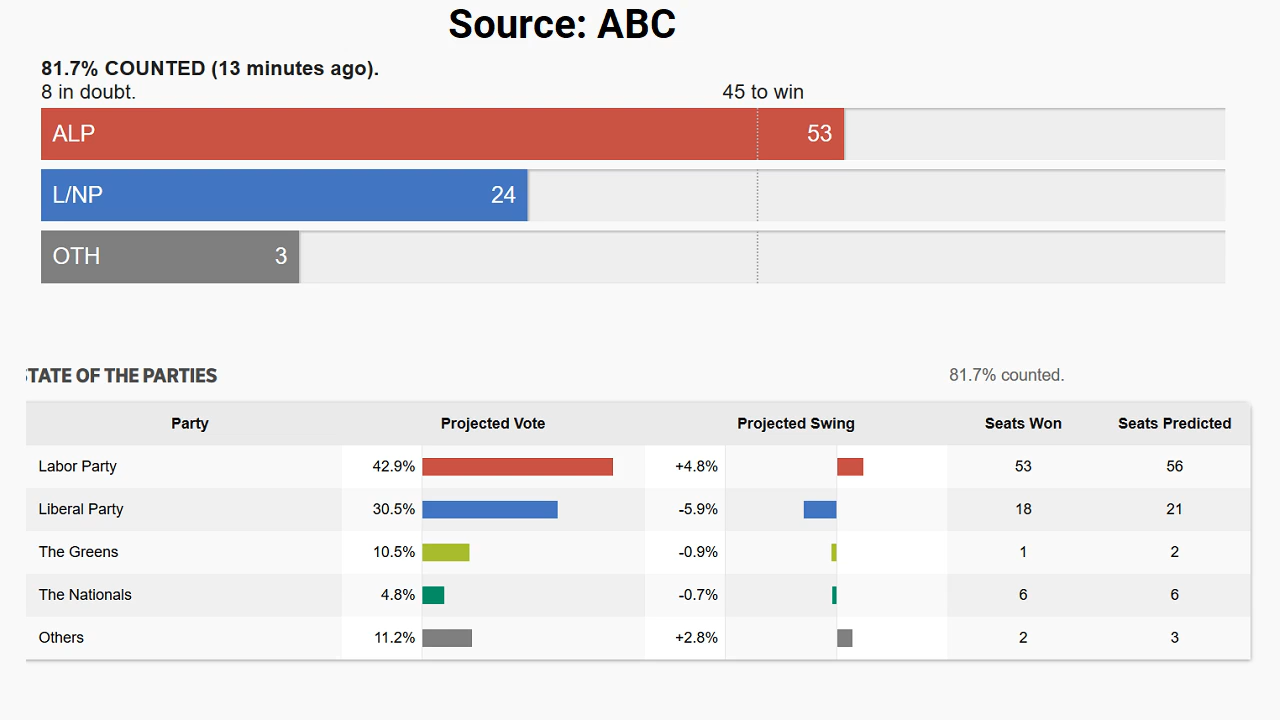 Source: ABC
81.7% COUNTED (13 minutes ago).
8 in doubt.
45 to win
ALP 53
L/NP 24
OTH 3
STATE OF THE PARTIES 81.7% counted.
Party Projected Vote Projected Swing Seats Won Seats Predicted
Labor Party 42.9% +4.8% 53 56
Liberal Party 30.5% -5.9% 18 21
The Greens 10.5% -0.9% 1 2
The Nationals 4.8% -0.7% 6 6
Others 11.2% +2.8% 2 3